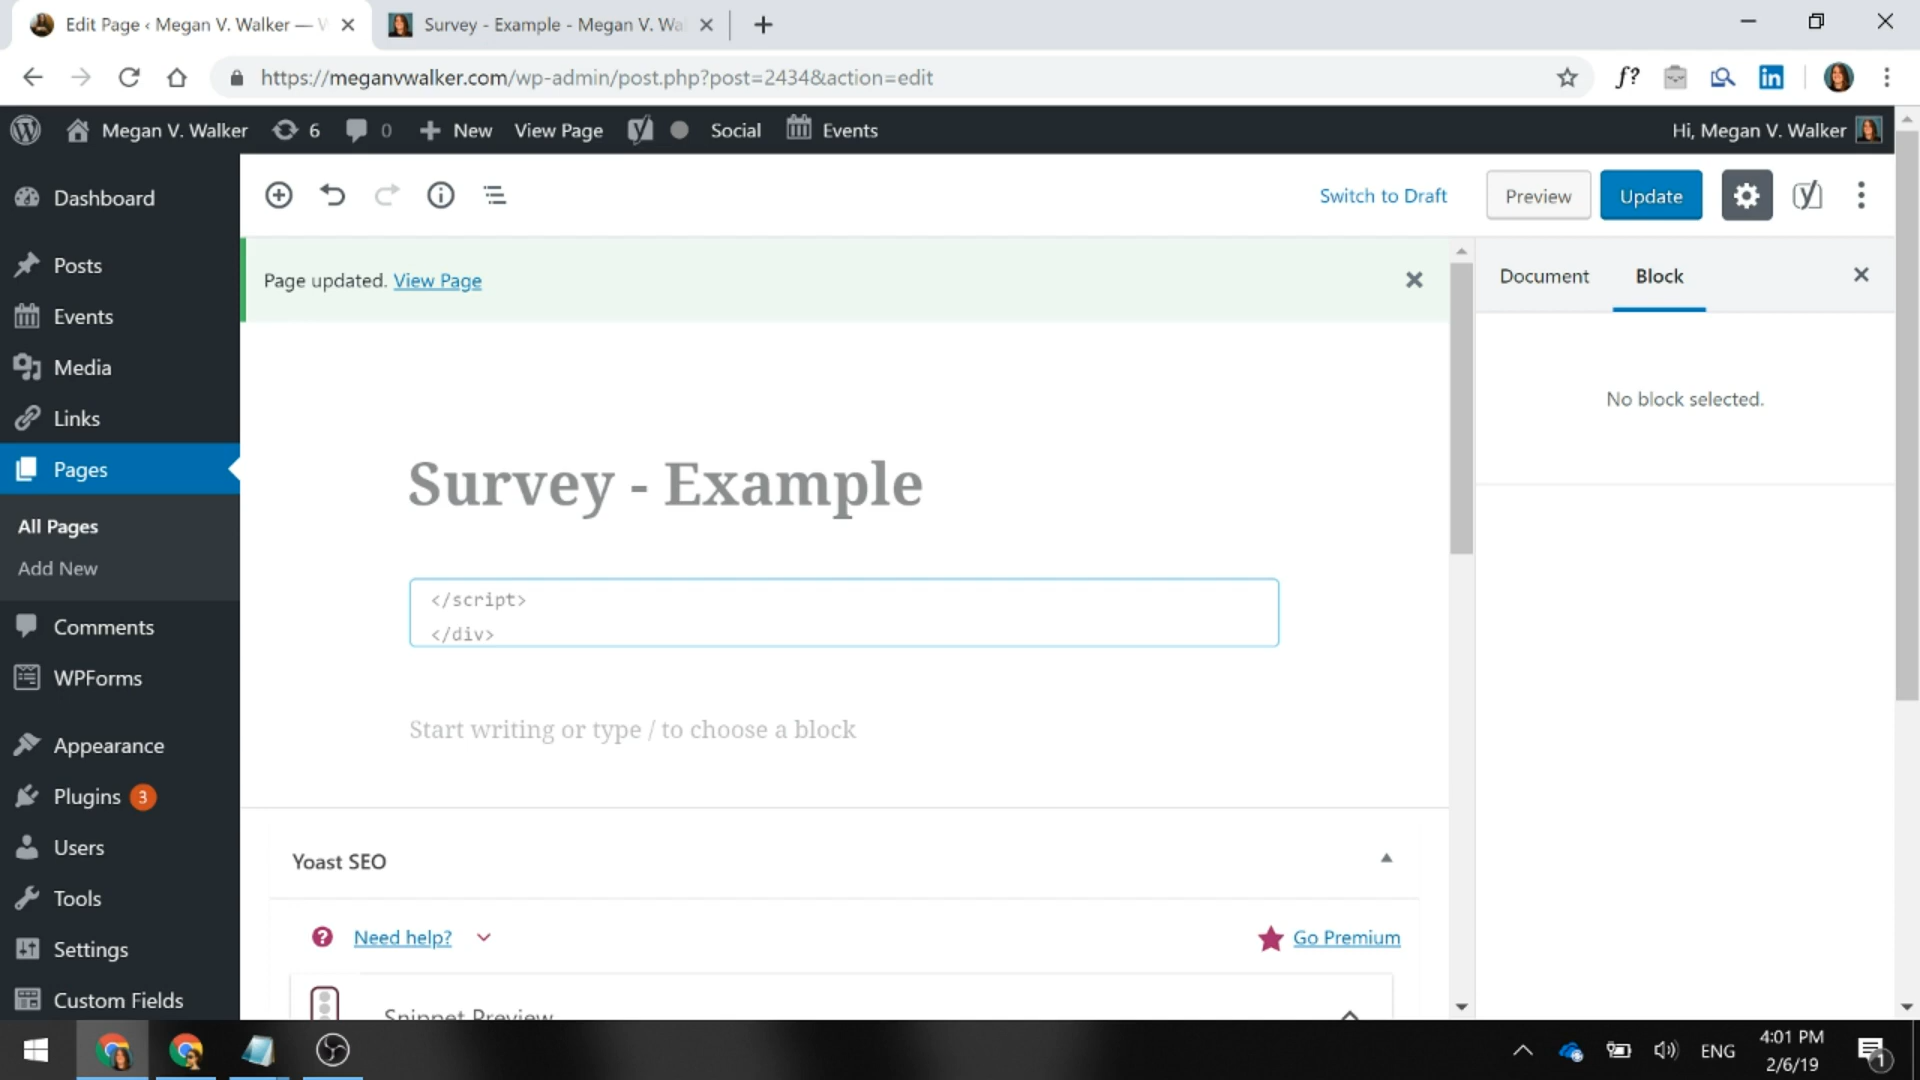 Edit Page ‹ Megan V. Walker —
Survey - Example - Megan V. Wa
https://meganvwalker.com/wp-admin/post.php?post=2434&action=edit
f?
in
Megan V. Walker
6
0
New
View Page
Social
Events
Hi, Megan V. Walker
Dashboard
Posts
Events
Media
Links
Pages
All Pages
Add New
Comments
WPForms
Appearance
Plugins 3
Users
Tools
Settings
Custom Fields
Switch to Draft
Preview
Update
Page updated. View Page
Document
Block
No block selected.
Survey - Example
</script>
</div>
Start writing or type / to choose a block
Yoast SEO
Need help?
Go Premium
Snippet Preview
ENG
4:01 PM
2/6/19
1